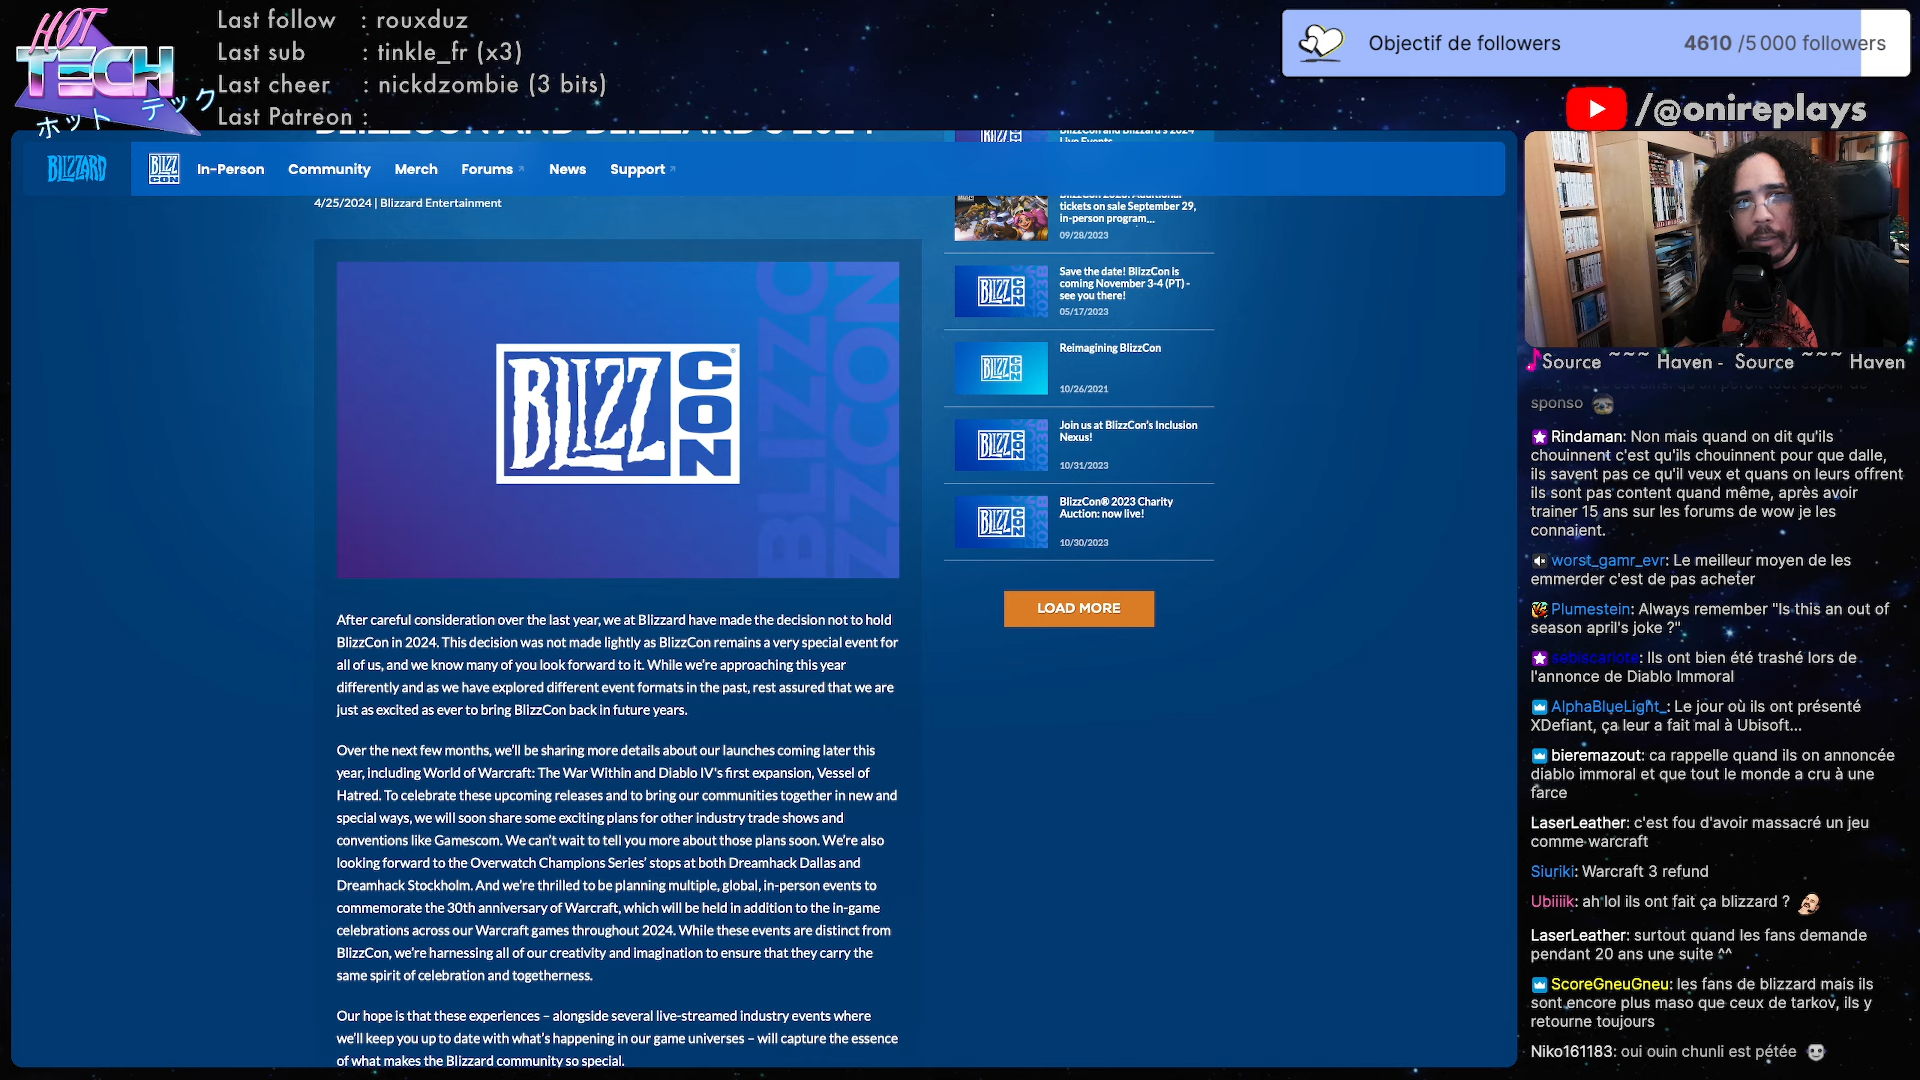 HOT
TECH
ホット テック
Last follow : rouxduz
Last sub : tinkle_fr (x3)
Last cheer : nickdzombie (3 bits)
Last Patreon :
Objectif de followers 4610 /5 000 followers
/@onireplays
BLIZZARD
BLIZZ CON
In-Person Community Merch Forums News Support
4/25/2024 | Blizzard Entertainment
BLIZZ CON
After careful consideration over the last year, we at Blizzard have made the decision not to hold
BlizzCon in 2024. This decision was not made lightly as BlizzCon remains a very special event for
all of us, and we know many of you look forward to it. While we're approaching this year
differently and as we have explored different event formats in the past, rest assured that we are
just as excited as ever to bring BlizzCon back in future years.
Over the next few months, we'll be sharing more details about our launches coming later this
year, including World of Warcraft: The War Within and Diablo IV's first expansion, Vessel of
Hatred. To celebrate these upcoming releases and to bring our communities together in new and
special ways, we will soon share some exciting plans for other industry trade shows and
conventions like Gamescom. We can't wait to tell you more about those plans soon. We're also
looking forward to the Overwatch Champions Series' stops at both Dreamhack Dallas and
Dreamhack Stockholm. And we're thrilled to be planning multiple, global, in-person events to
commemorate the 30th anniversary of Warcraft, which will be held in addition to the in-game
celebrations across our Warcraft games throughout 2024. While these events are distinct from
BlizzCon, we're harnessing all of our creativity and imagination to ensure that they carry the
same spirit of celebration and togetherness.
Our hope is that these experiences – alongside several live-streamed industry events where
we'll keep you up to date with what's happening in our game universes – will capture the essence
of what makes the Blizzard community so special.
tickets on sale September 29,
in-person program...
09/28/2023
Save the date! BlizzCon is
coming November 3-4 (PT) -
see you there!
05/17/2023
Reimagining BlizzCon
10/26/2021
Join us at BlizzCon's Inclusion
Nexus!
10/31/2023
BlizzCon® 2023 Charity
Auction: now live!
10/30/2023
LOAD MORE
Source ~~~ Haven - Source ~~~ Haven
sponso
Rindaman: Non mais quand on dit qu'ils
chouinnent c'est qu'ils chouinnent pour que dalle,
ils savent pas ce qu'il veux et quans on leurs offrent
ils sont pas content quand même, après avoir
trainer 15 ans sur les forums de wow je les
connaient.
worst_gamr_evr: Le meilleur moyen de les
emmerder c'est de pas acheter
Plumestein: Always remember "Is this an out of
season april's joke ?"
sebiscariote: Ils ont bien été trashé lors de
l'annonce de Diablo Immoral
AlphaBlueLight_: Le jour où ils ont présenté
XDefiant, ça leur a fait mal à Ubisoft...
bieremazout: ca rappelle quand ils on annoncée
diablo immoral et que tout le monde a cru à une
farce
LaserLeather: c'est fou d'avoir massacré un jeu
comme warcraft
Siuriki: Warcraft 3 refund
Ubiiiik: ah lol ils ont fait ça blizzard ?
LaserLeather: surtout quand les fans demande
pendant 20 ans une suite ^^
ScoreGneuGneu: les fans de blizzard mais ils
sont encore plus maso que ceux de tarkov, ils y
retourne toujours
Niko161183: oui ouin chunli est pétée